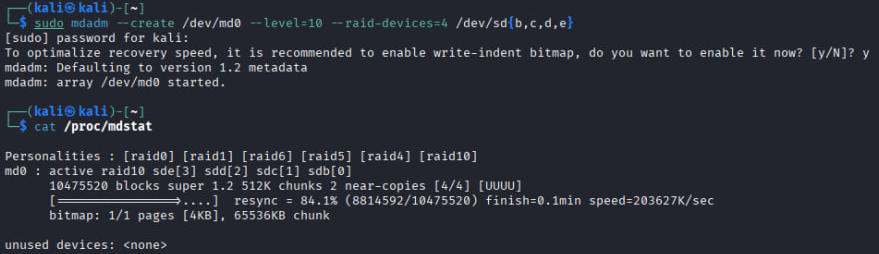 ┌──(kali㉿kali)-[~]
└─$ sudo mdadm --create /dev/md0 --level=10 --raid-devices=4 /dev/sd{b,c,d,e}
[sudo] password for kali:
To optimalize recovery speed, it is recommended to enable write-indent bitmap, do you want to enable it now? [y/N]? y
mdadm: Defaulting to version 1.2 metadata
mdadm: array /dev/md0 started.
┌──(kali㉿kali)-[~]
└─$ cat /proc/mdstat
Personalities : [raid0] [raid1] [raid6] [raid5] [raid4] [raid10]
md0 : active raid10 sde[3] sdd[2] sdc[1] sdb[0]
10475520 blocks super 1.2 512K chunks 2 near-copies [4/4] [UUUU]
[================>....] resync = 84.1% (8814592/10475520) finish=0.1min speed=203627K/sec
bitmap: 1/1 pages [4KB], 65536KB chunk
unused devices: <none>